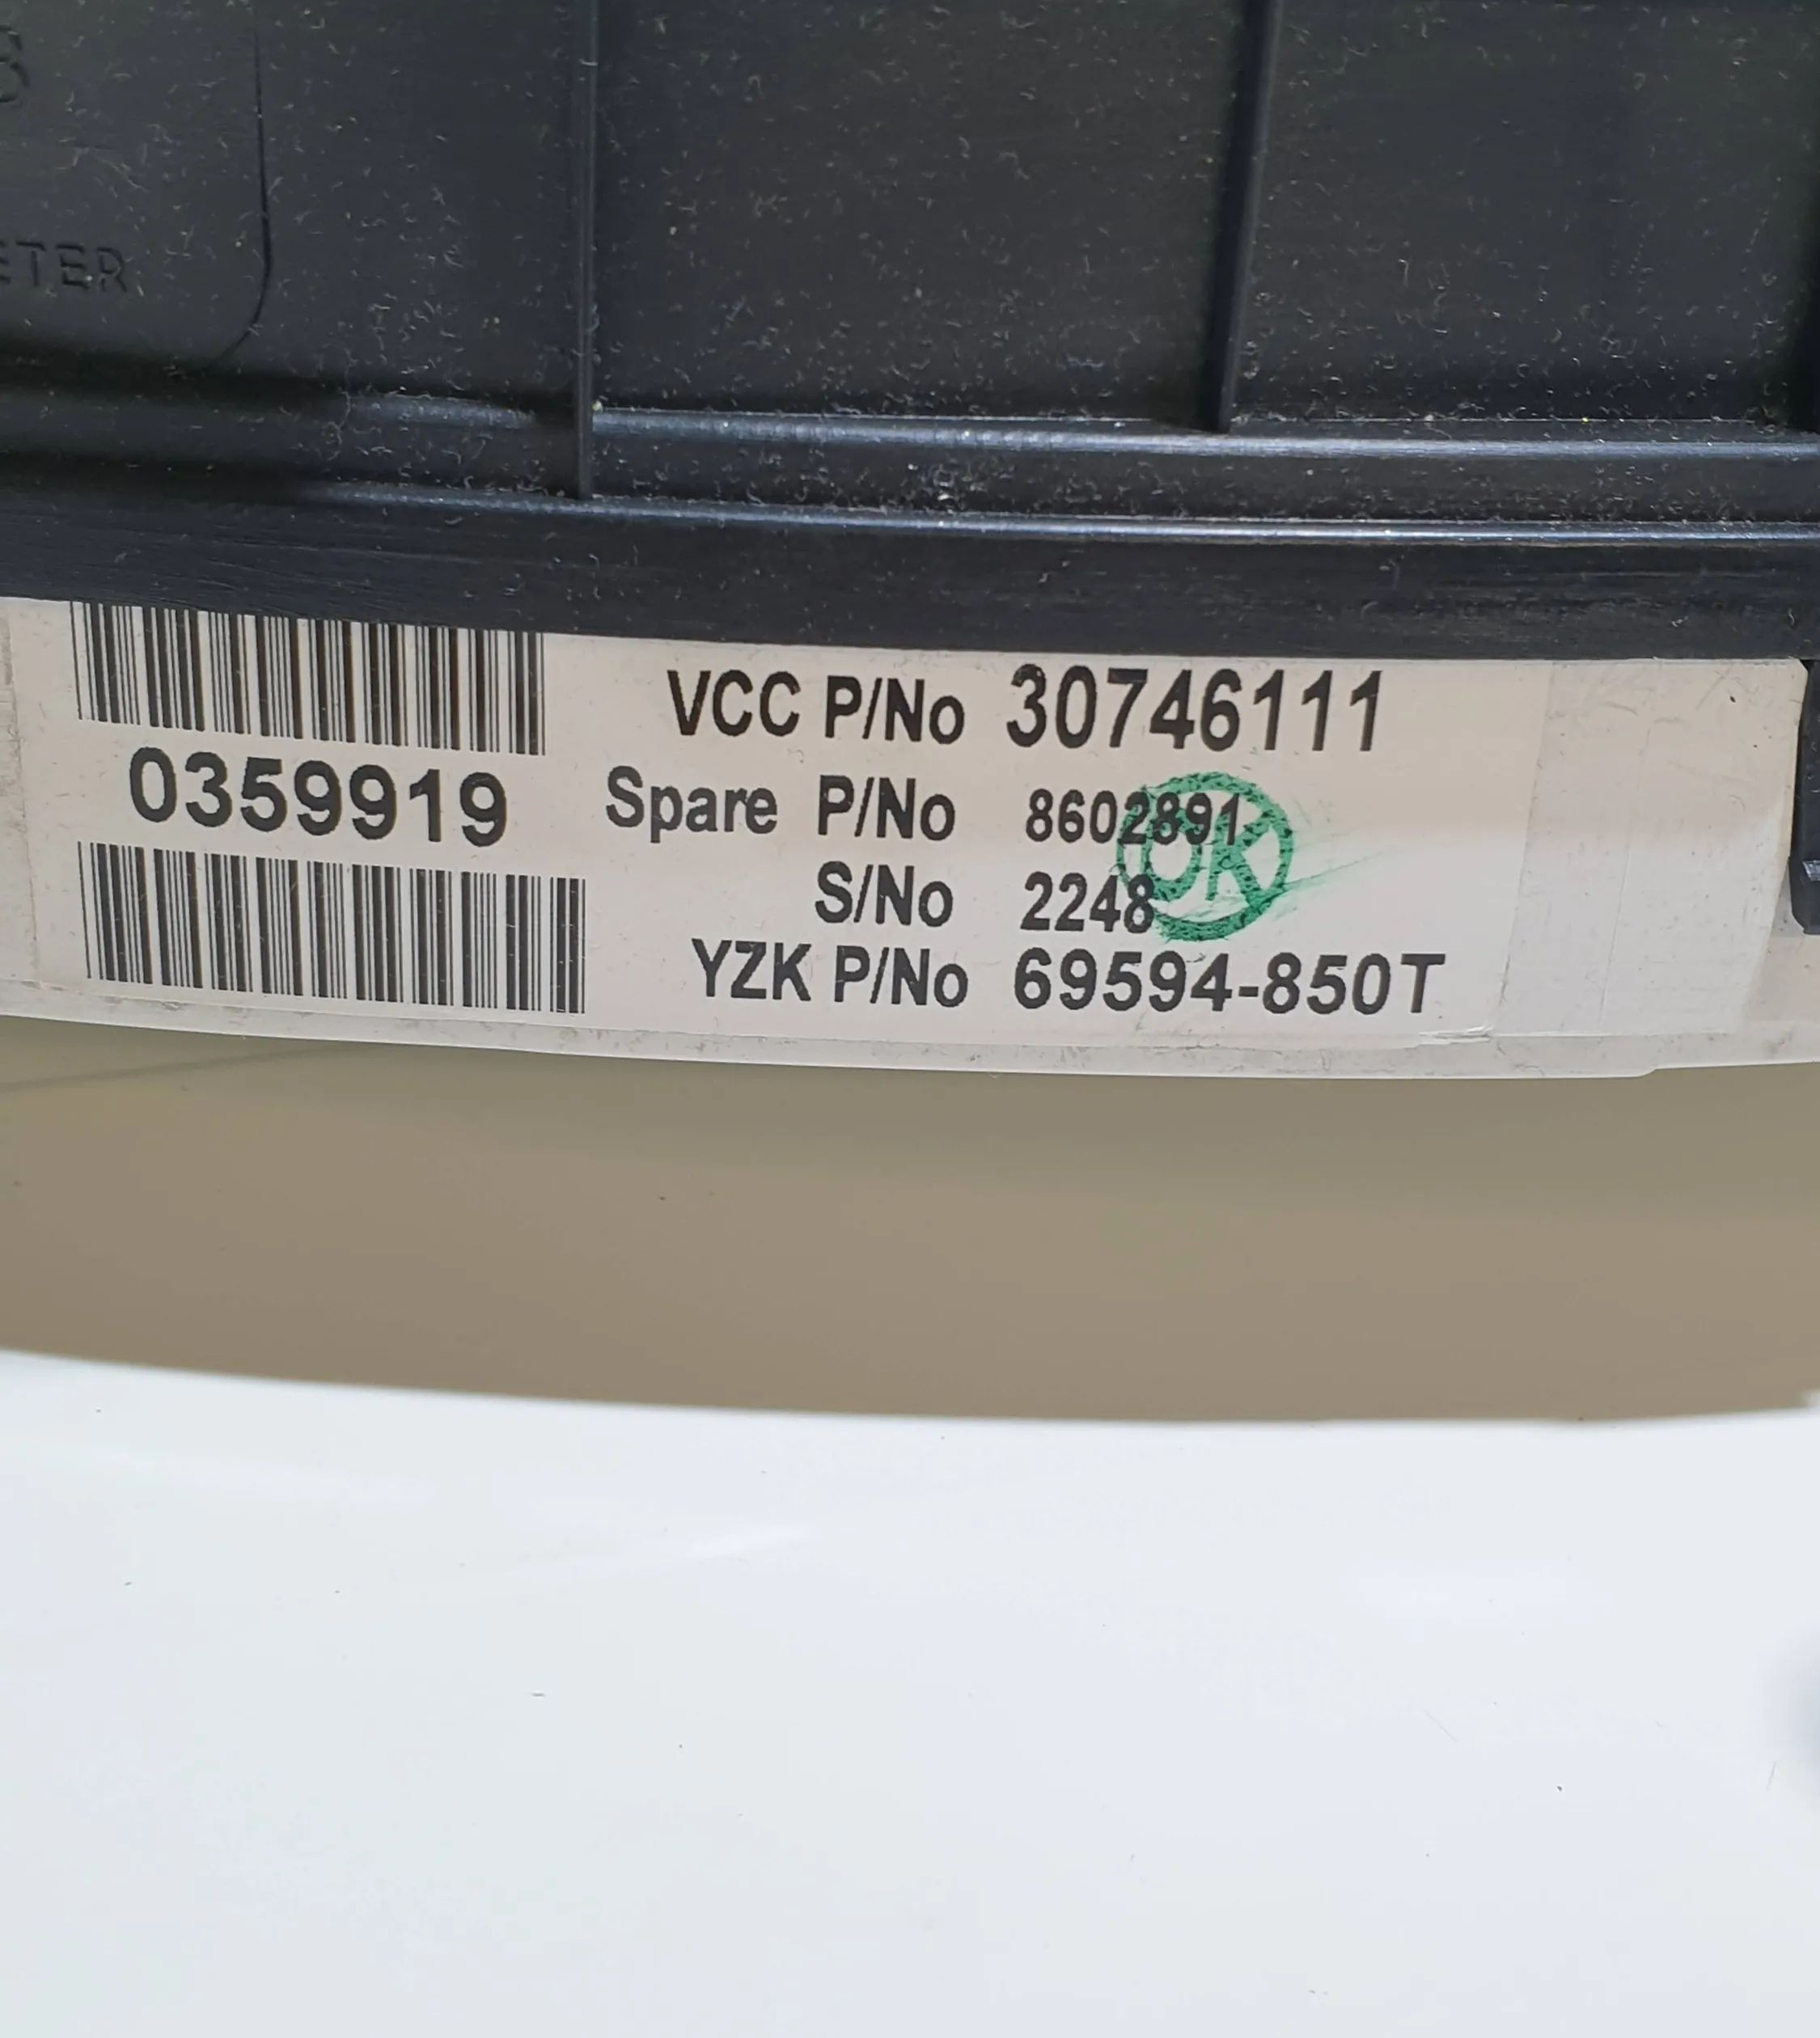 ETER
VCC P/No 30746111
0359919
Spare P/No 8602891
OK
S/No 2248
YZK P/No 69594-850T